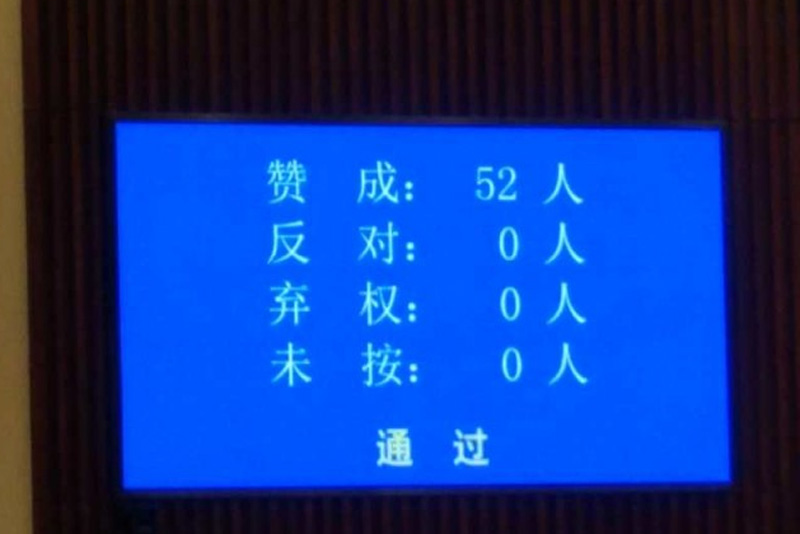 赞 成： 52 人
反 对： 0 人
弃 权： 0 人
未 按： 0 人
通 过